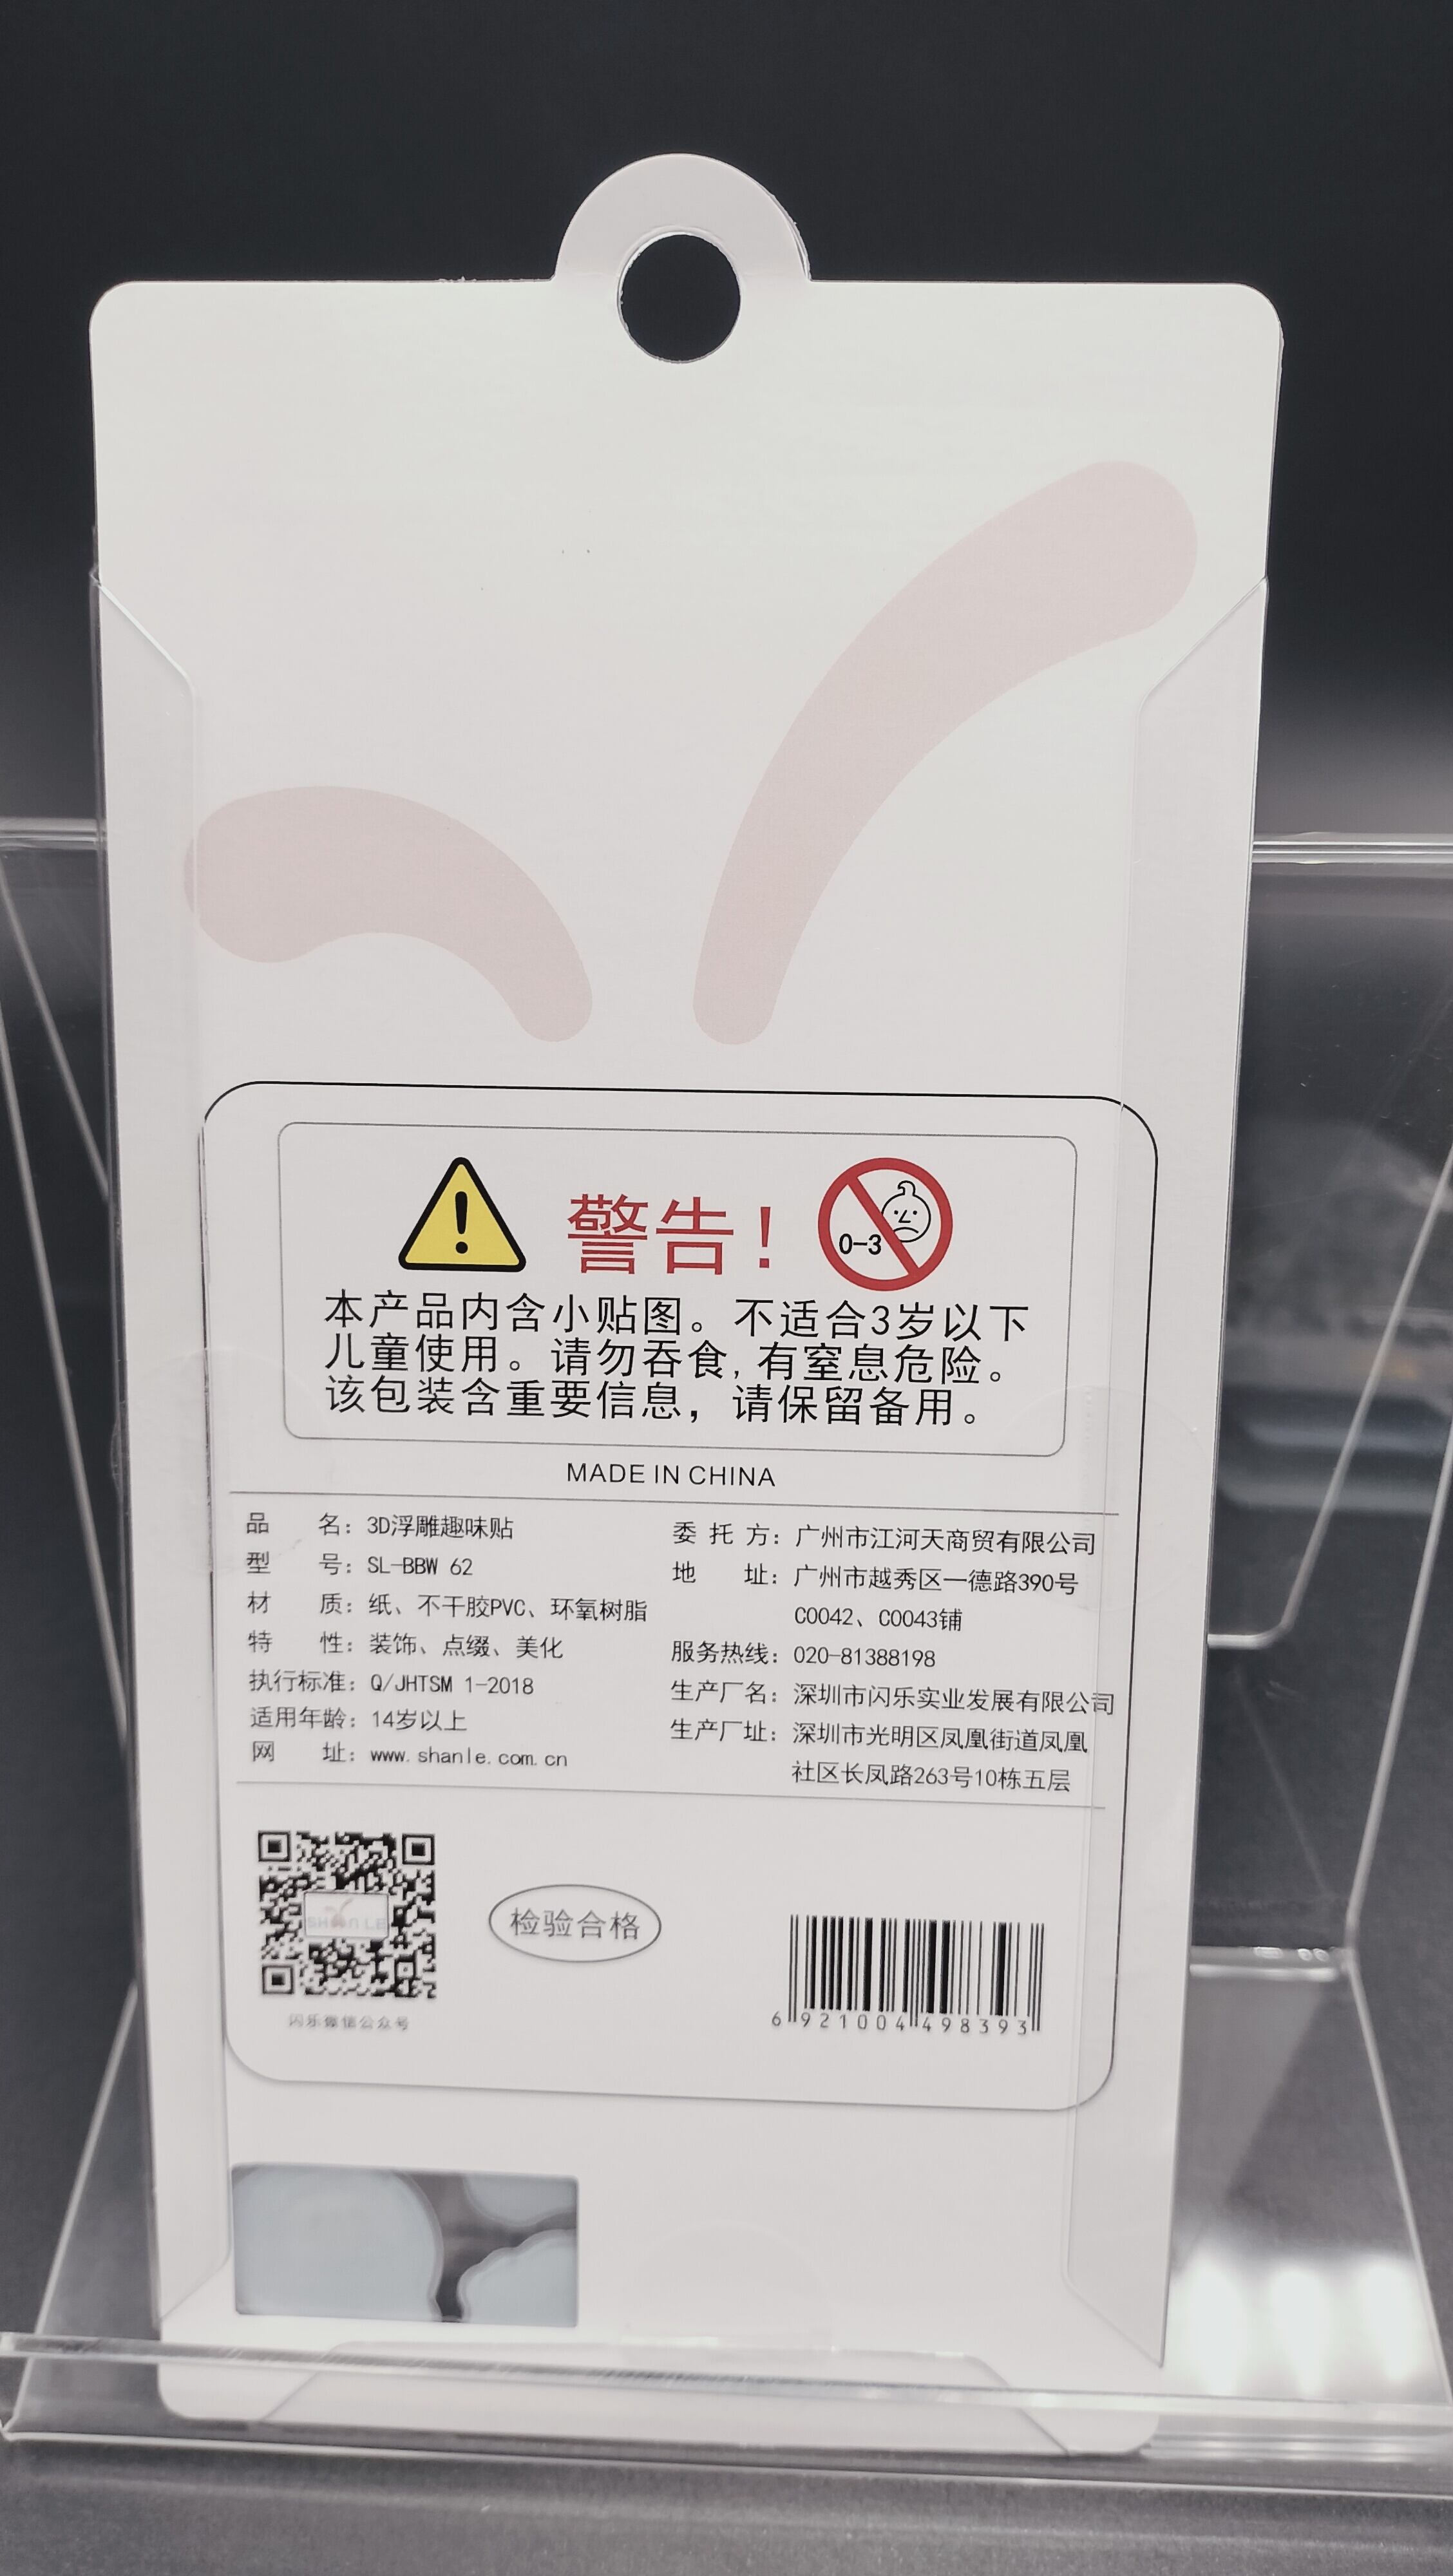 警告！
0-3
本产品内含小贴图。不适合3岁以下
儿童使用。请勿吞食,有窒息危险。
该包装含重要信息，请保留备用。
MADE IN CHINA
品 名：3D浮雕趣味贴
型 号：SL-BBW 62
材 质：纸、不干胶PVC、环氧树脂
特 性：装饰、点缀、美化
执行标准：Q/JHTSM 1-2018
适用年龄：14岁以上
网 址：www.shanle.com.cn
委 托 方：广州市江河天商贸有限公司
地 址：广州市越秀区一德路390号
C0042、C0043铺
服务热线：020-81388198
生产厂名：深圳市闪乐实业发展有限公司
生产厂址：深圳市光明区凤凰街道凤凰
社区长凤路263号10栋五层
SHAN LE
闪乐微信公众号
检验合格
6 921004 498393